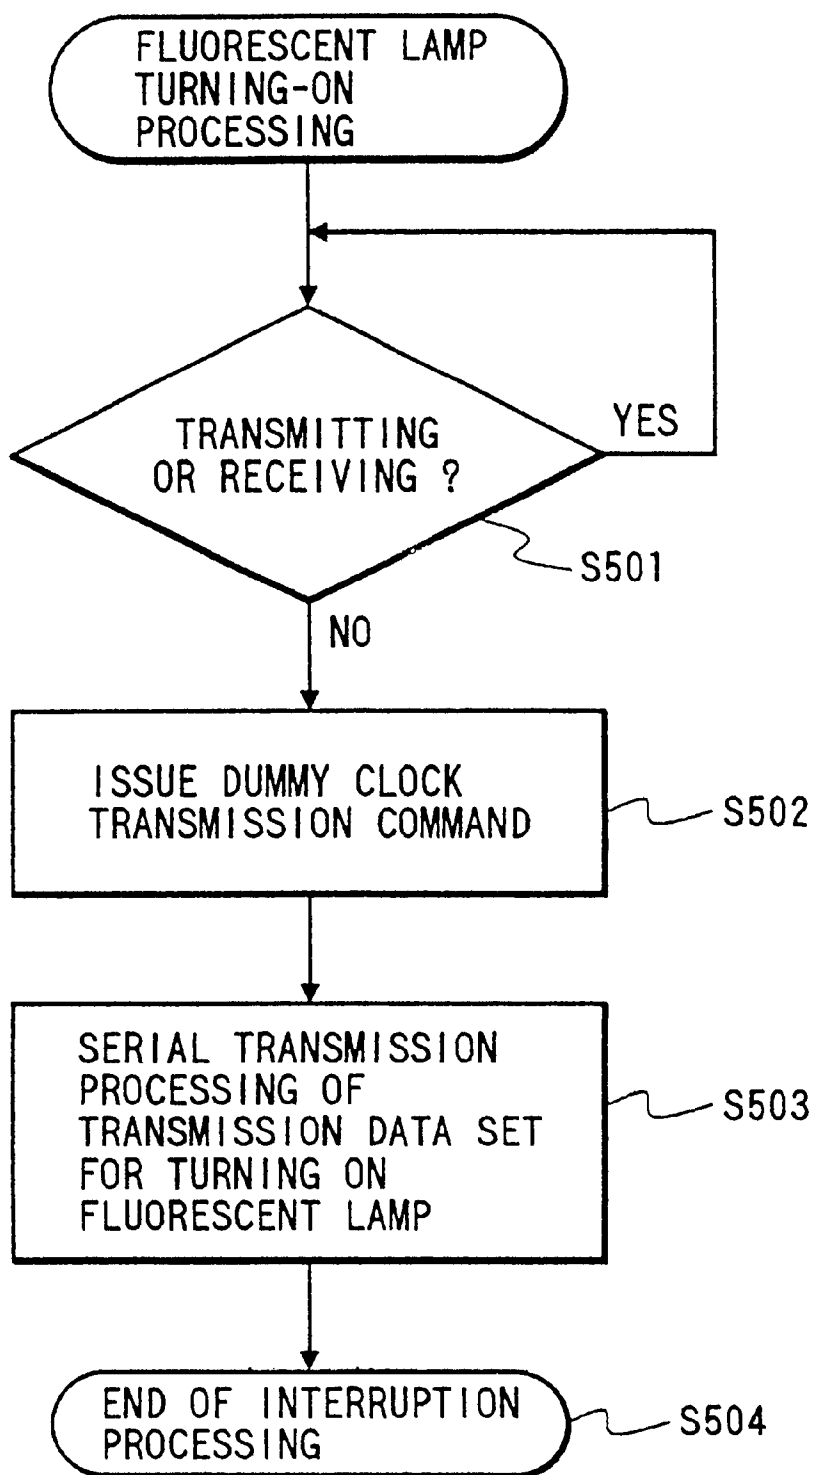 FLUORESCENT LAMP
TURNING-ON
PROCESSING
TRANSMITTING
OR RECEIVING ?
YES
S501
NO
ISSUE DUMMY CLOCK
TRANSMISSION COMMAND
S502
SERIAL TRANSMISSION
PROCESSING OF
TRANSMISSION DATA SET
FOR TURNING ON
FLUORESCENT LAMP
S503
END OF INTERRUPTION
PROCESSING
S504